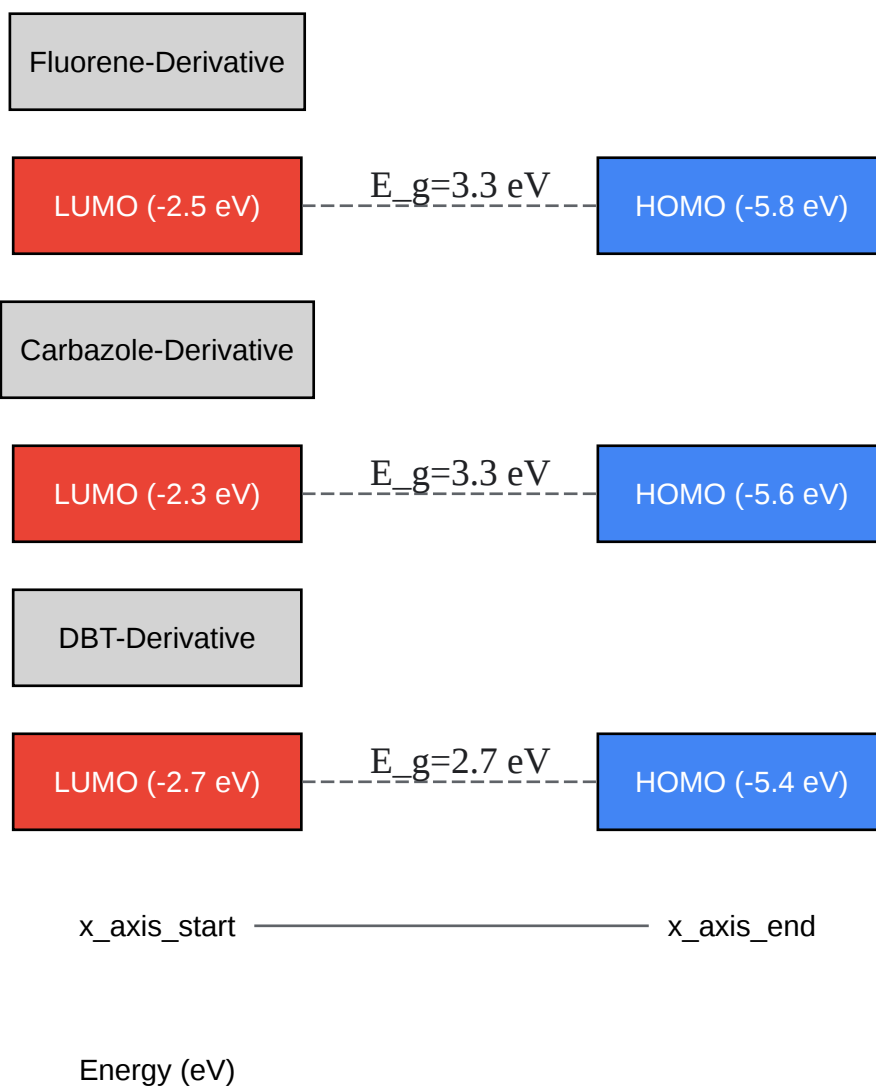 Fluorene-Derivative
LUMO (-2.5 eV)
E_g=3.3 eV
HOMO (-5.8 eV)
Carbazole-Derivative
LUMO (-2.3 eV)
E_g=3.3 eV
HOMO (-5.6 eV)
DBT-Derivative
LUMO (-2.7 eV)
E_g=2.7 eV
HOMO (-5.4 eV)
x_axis_start
x_axis_end
Energy (eV)